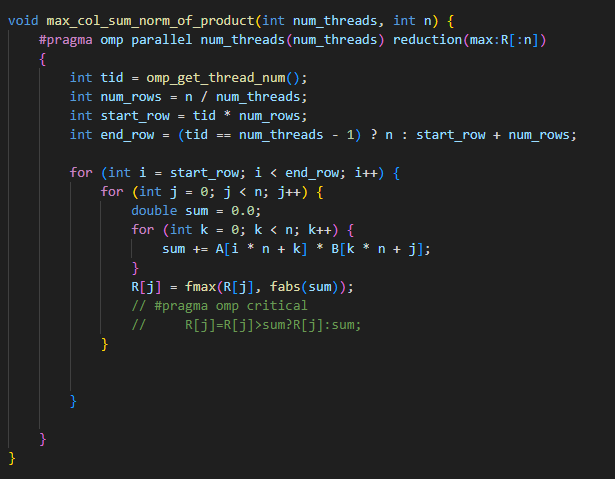 void max_col_sum_norm_of_product(int num_threads, int n) {
    #pragma omp parallel num_threads(num_threads) reduction(max:R[:n])
    {
        int tid = omp_get_thread_num();
        int num_rows = n / num_threads;
        int start_row = tid * num_rows;
        int end_row = (tid == num_threads - 1) ? n : start_row + num_rows;

        for (int i = start_row; i < end_row; i++) {
            for (int j = 0; j < n; j++) {
                double sum = 0.0;
                for (int k = 0; k < n; k++) {
                    sum += A[i * n + k] * B[k * n + j];
                }
                R[j] = fmax(R[j], fabs(sum));
                // #pragma omp critical
                //     R[j]=R[j]>sum?R[j]:sum;
            }


        }

    }
}